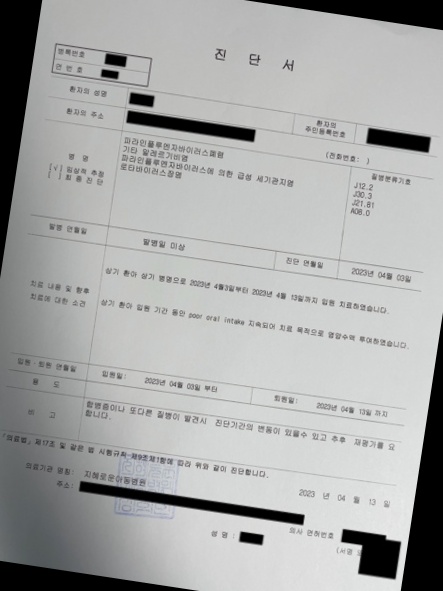 진 단 서
등록번호
연 번 호
환자의 성명
환자의
주민등록번호
환자의 주소
(전화번호: )
병 명
[√] 임상적 추정
[ ] 최 종 진 단
파라인플루엔자바이러스폐렴
기타 알레르기비염
파라인플루엔자바이러스에 의한 급성 세기관지염
로타바이러스장염
질병분류기호
J12.2
J30.3
J21.81
A08.0
발병 연월일
발병일 미상
진단 연월일
2023년 04월 03일
치료 내용 및 향후
치료에 대한 소견
상기 환아 상기 병명으로 2023년 4월3일부터 2023년 4월 13일까지 입원 치료하였습니다.
상기 환아 입원 기간 동안 poor oral intake 지속되어 치료 목적으로 영양수액 투여하였습니다.
입원·퇴원 연월일
입원일: 2023년 04월 03일 부터
퇴원일: 2023년 04월 13일 까지
용 도
비 고
합병증이나 또다른 질병이 발견시 진단기간의 변동이 있을수 있고 추후 재평가를 요
합니다.
「의료법」 제17조 및 같은 법 시행규칙 제9조제1항에 따라 위와 같이 진단합니다.
2023 년 04 월 13 일
의료기관 명칭: 지혜로운아동병원
주소:
의사 면허번호
성 명 :
(서명